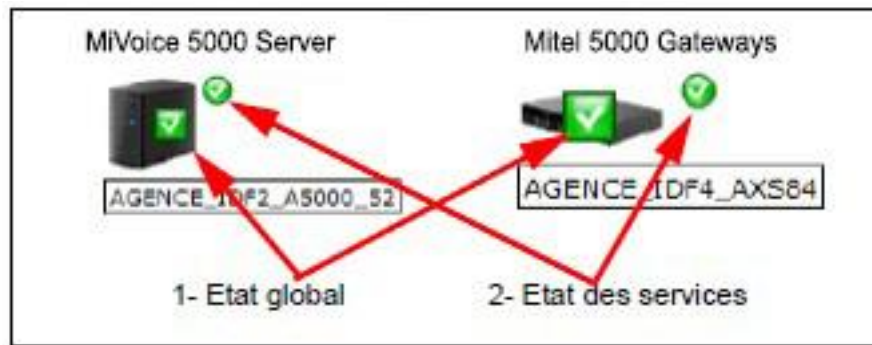 MiVoice 5000 Server
Mitel 5000 Gateways
AGENCE_IDF2_A5000_52
AGENCE_IDF4_AXS84
1- Etat global
2- Etat des services